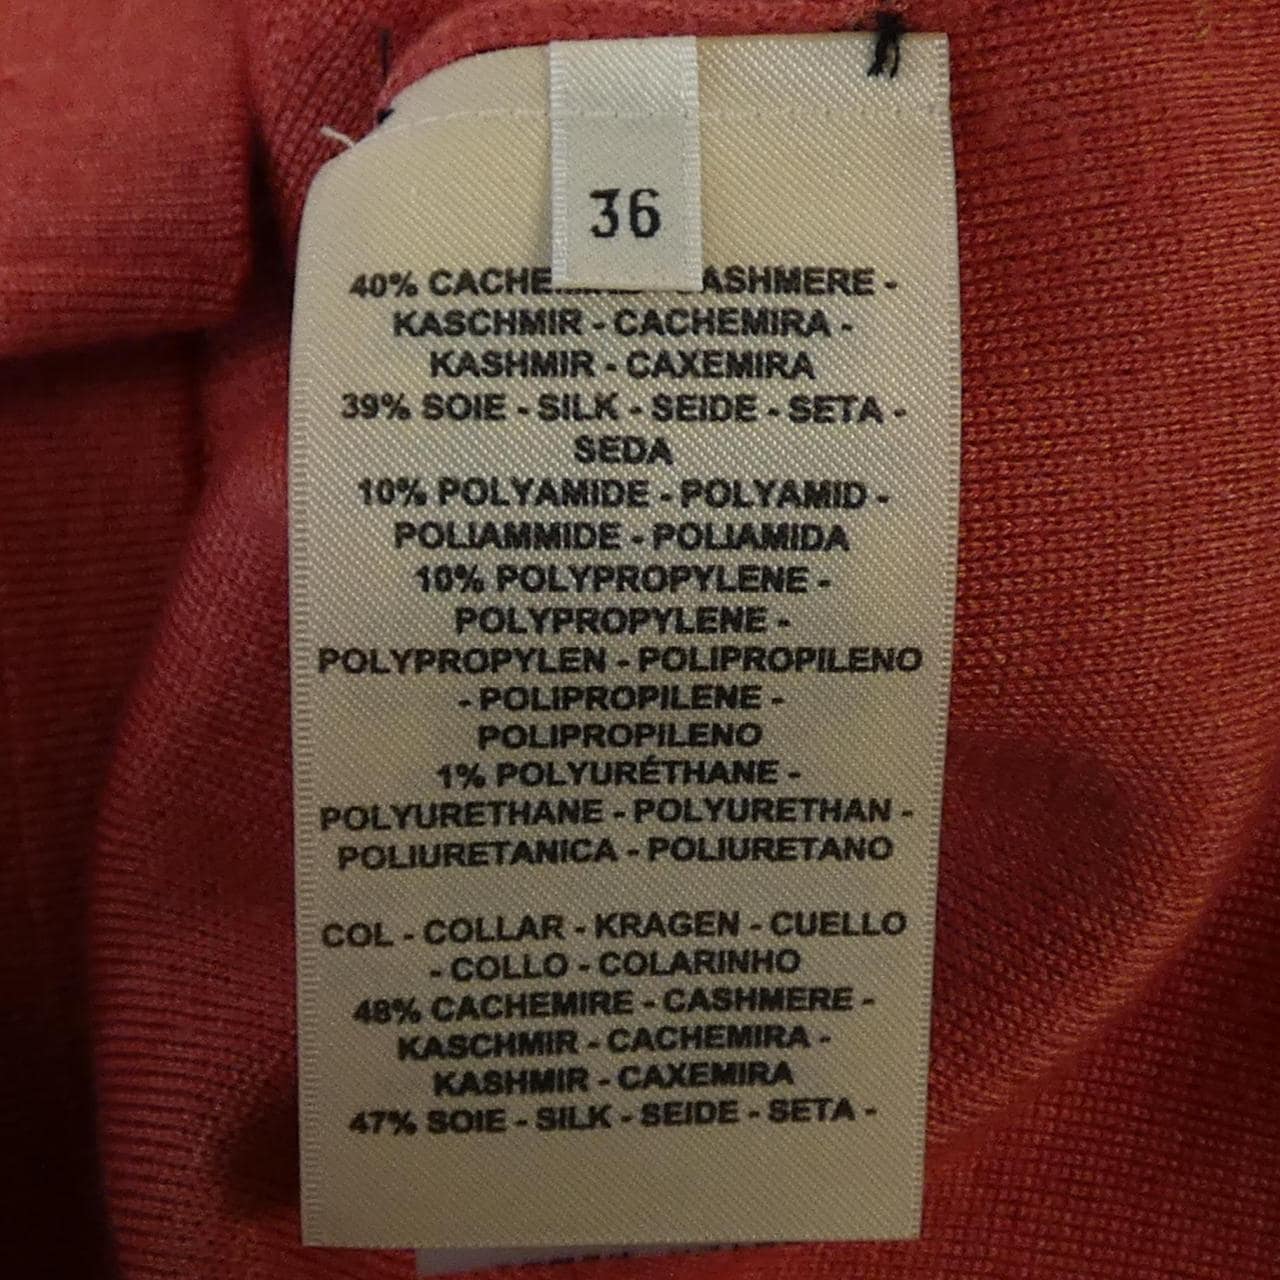 36
40% CACHE ASHMERE -
KASCHMIR - CACHEMIRA -
KASHMIR - CAXEMIRA
39% SOIE - SILK - SEIDE - SETA -
SEDA
10% POLYAMIDE - POLYAMID -
POLIAMMIDE - POLIAMIDA
10% POLYPROPYLENE -
POLYPROPYLENE -
POLYPROPYLEN - POLIPROPILENO
- POLIPROPILENE -
POLIPROPILENO
1% POLYURÉTHANE -
POLYURETHANE - POLYURETHAN -
POLIURETANICA - POLIURETANO
COL - COLLAR - KRAGEN - CUELLO
- COLLO - COLARINHO
48% CACHEMIRE - CASHMERE -
KASCHMIR - CACHEMIRA -
KASHMIR - CAXEMIRA
47% SOIE - SILK - SEIDE - SETA -